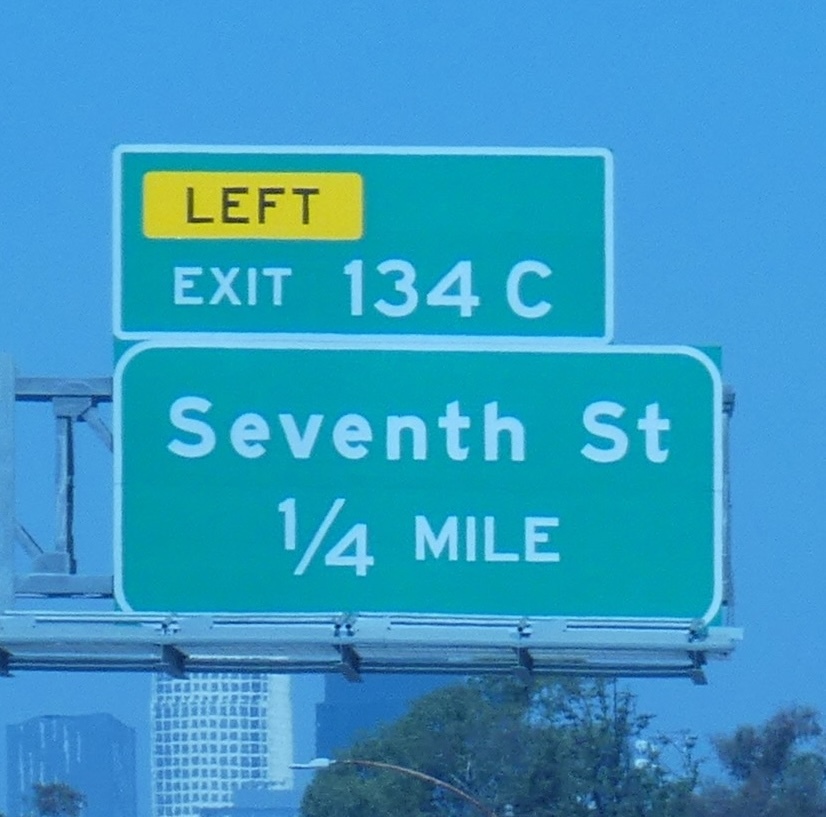 LEFT
EXIT 134 C
Seventh St
1/4 MILE